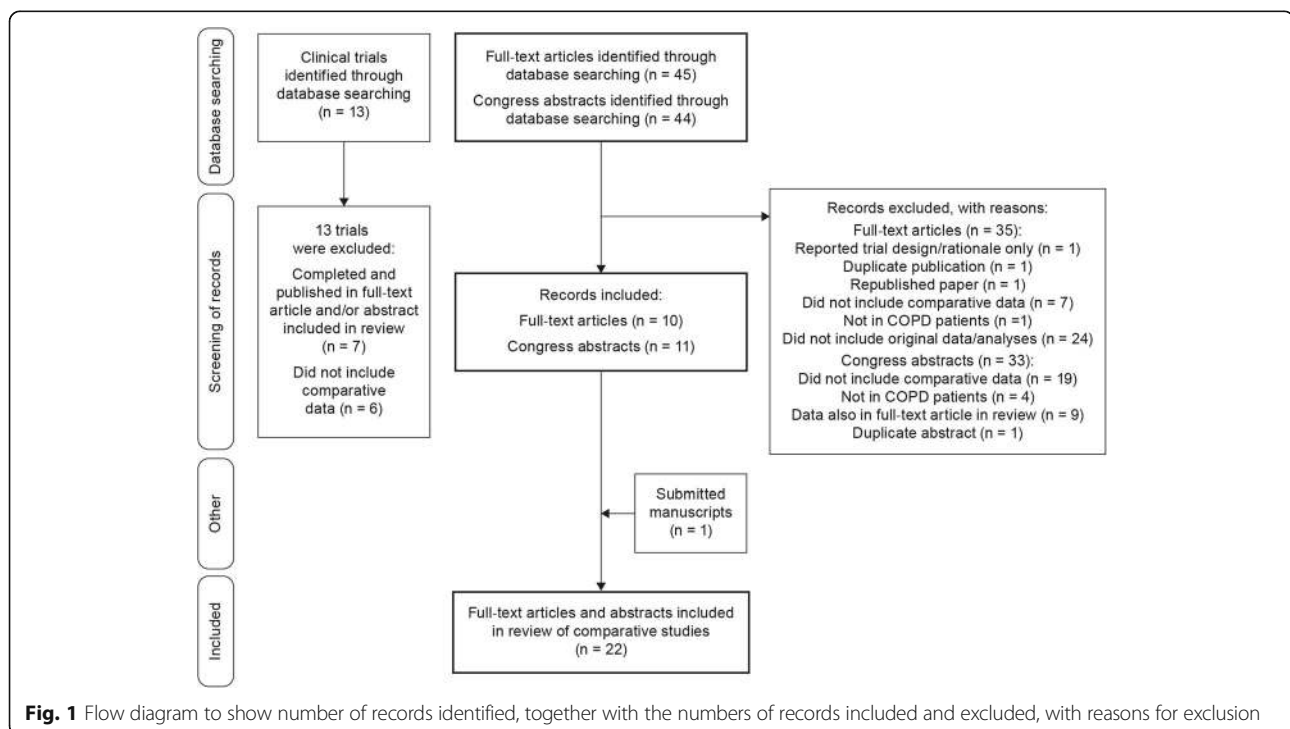 Database searching
Clinical trials
identified through
database searching
(n = 13)
Full-text articles identified through
database searching (n = 45)
Congress abstracts identified through
database searching (n = 44)
Screening of records
13 trials
were excluded:
Completed and
published in full-text
article and/or abstract
included in review
(n = 7)
Did not include
comparative
data (n = 6)
Records included:
Full-text articles (n = 10)
Congress abstracts (n = 11)
Records excluded, with reasons:
Full-text articles (n = 35):
Reported trial design/rationale only (n = 1)
Duplicate publication (n = 1)
Republished paper (n = 1)
Did not include comparative data (n = 7)
Not in COPD patients (n =1)
Did not include original data/analyses (n = 24)
Congress abstracts (n = 33):
Did not include comparative data (n = 19)
Not in COPD patients (n = 4)
Data also in full-text article in review (n = 9)
Duplicate abstract (n = 1)
Other
Submitted
manuscripts
(n = 1)
Included
Full-text articles and abstracts included
in review of comparative studies
(n = 22)
Fig. 1 Flow diagram to show number of records identified, together with the numbers of records included and excluded, with reasons for exclusion